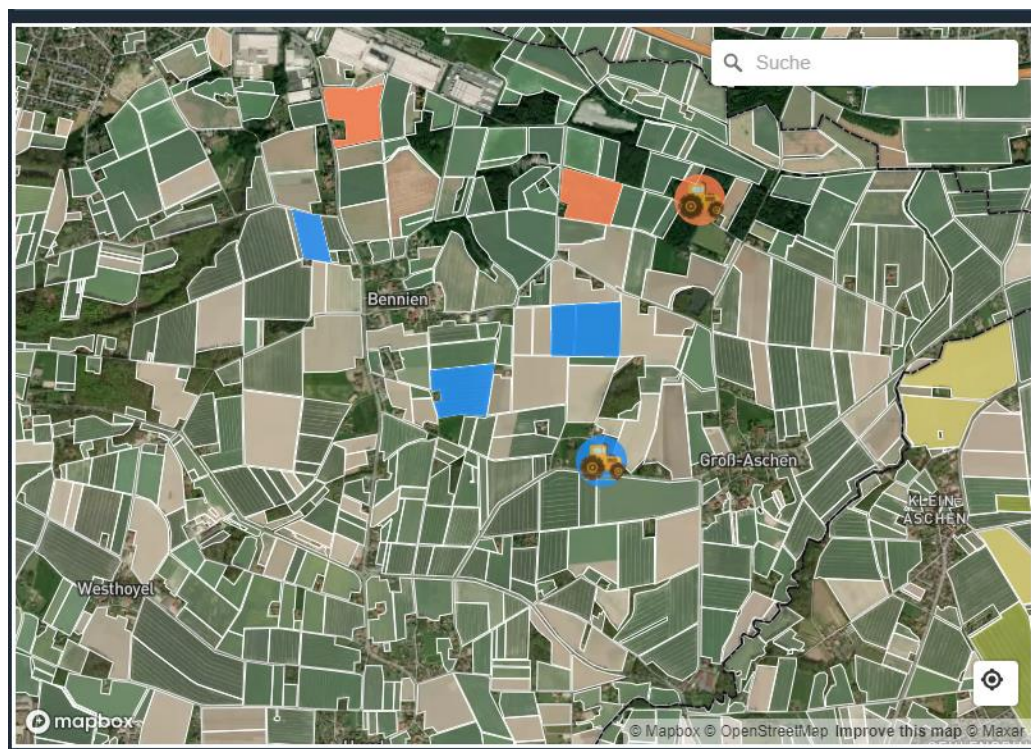 Suche
Bennien
Groß-Aschen
KLEIN-
ASCHEN
Westhoyel
mapbox
© Mapbox © OpenStreetMap Improve this map © Maxar